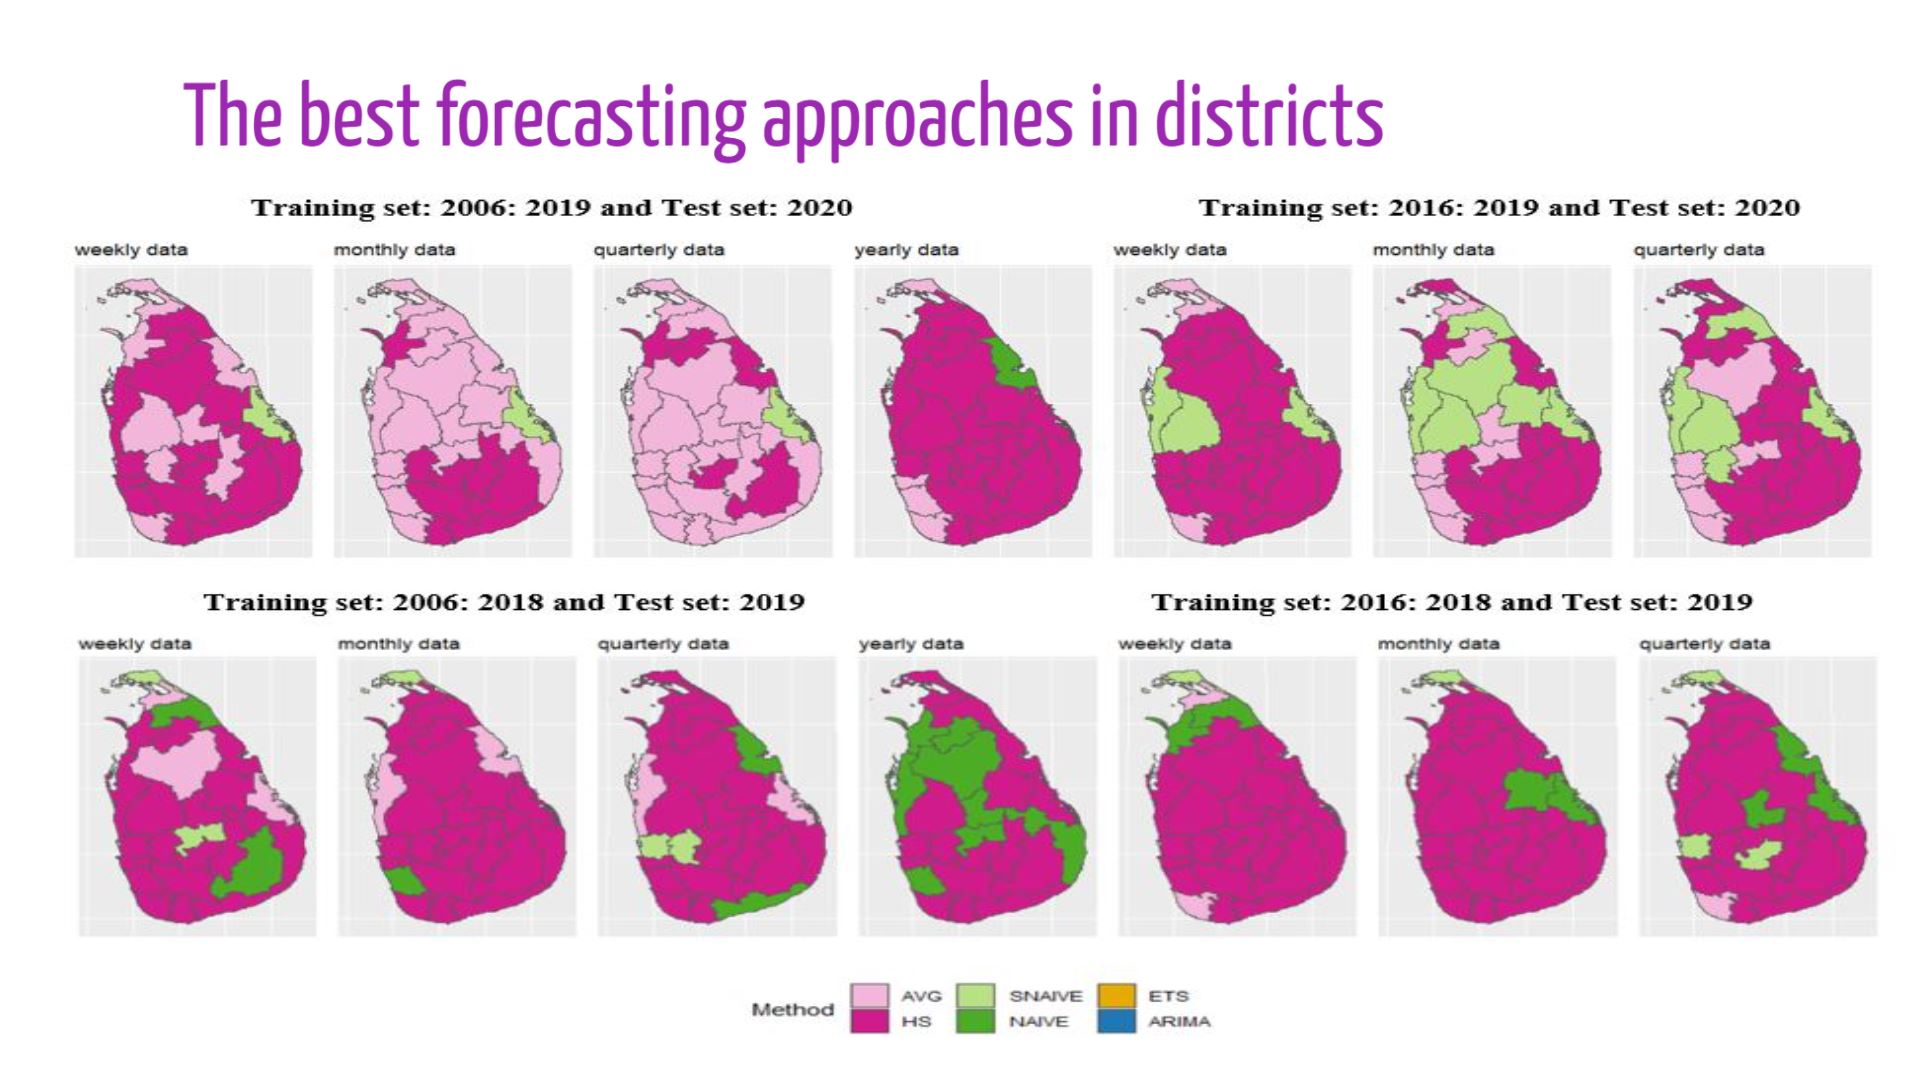 The best forecasting approaches in districts
Training set: 2006: 2019 and Test set: 2020
Training set: 2016: 2019 and Test set: 2020
weekly data
monthly data
quarterly data
yearly data
weekly data
monthly data
quarterly data
Training set: 2006: 2018 and Test set: 2019
Training set: 2016: 2018 and Test set: 2019
weekly data
monthly data
quarterly data
yearly data
weekly data
monthly data
quarterly data
Method
AVG
SNAIVE
ETS
HS
NAIVE
ARIMA